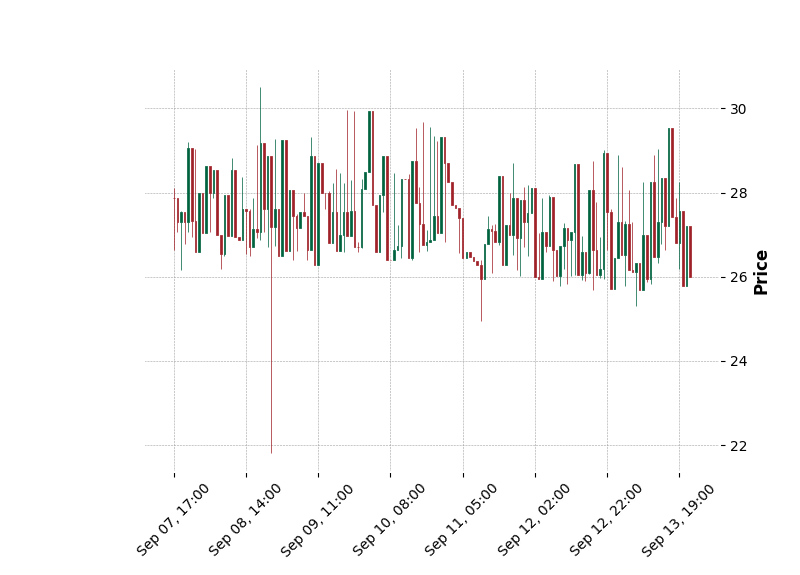 30
28
26
24
22
Price
Sep 07, 17:00
Sep 08, 14:00
Sep 09, 11:00
Sep 10, 08:00
Sep 11, 05:00
Sep 12, 02:00
Sep 12, 22:00
Sep 13, 19:00